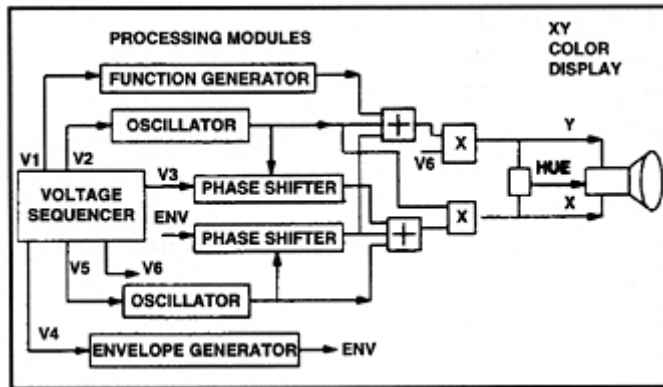 PROCESSING MODULES
XY
COLOR
DISPLAY
FUNCTION GENERATOR
OSCILLATOR
+
X
Y
V1
V2
V6
V3
HUE
VOLTAGE
SEQUENCER
PHASE SHIFTER
X
X
ENV
PHASE SHIFTER
+
V5
V6
OSCILLATOR
V4
ENVELOPE GENERATOR
ENV